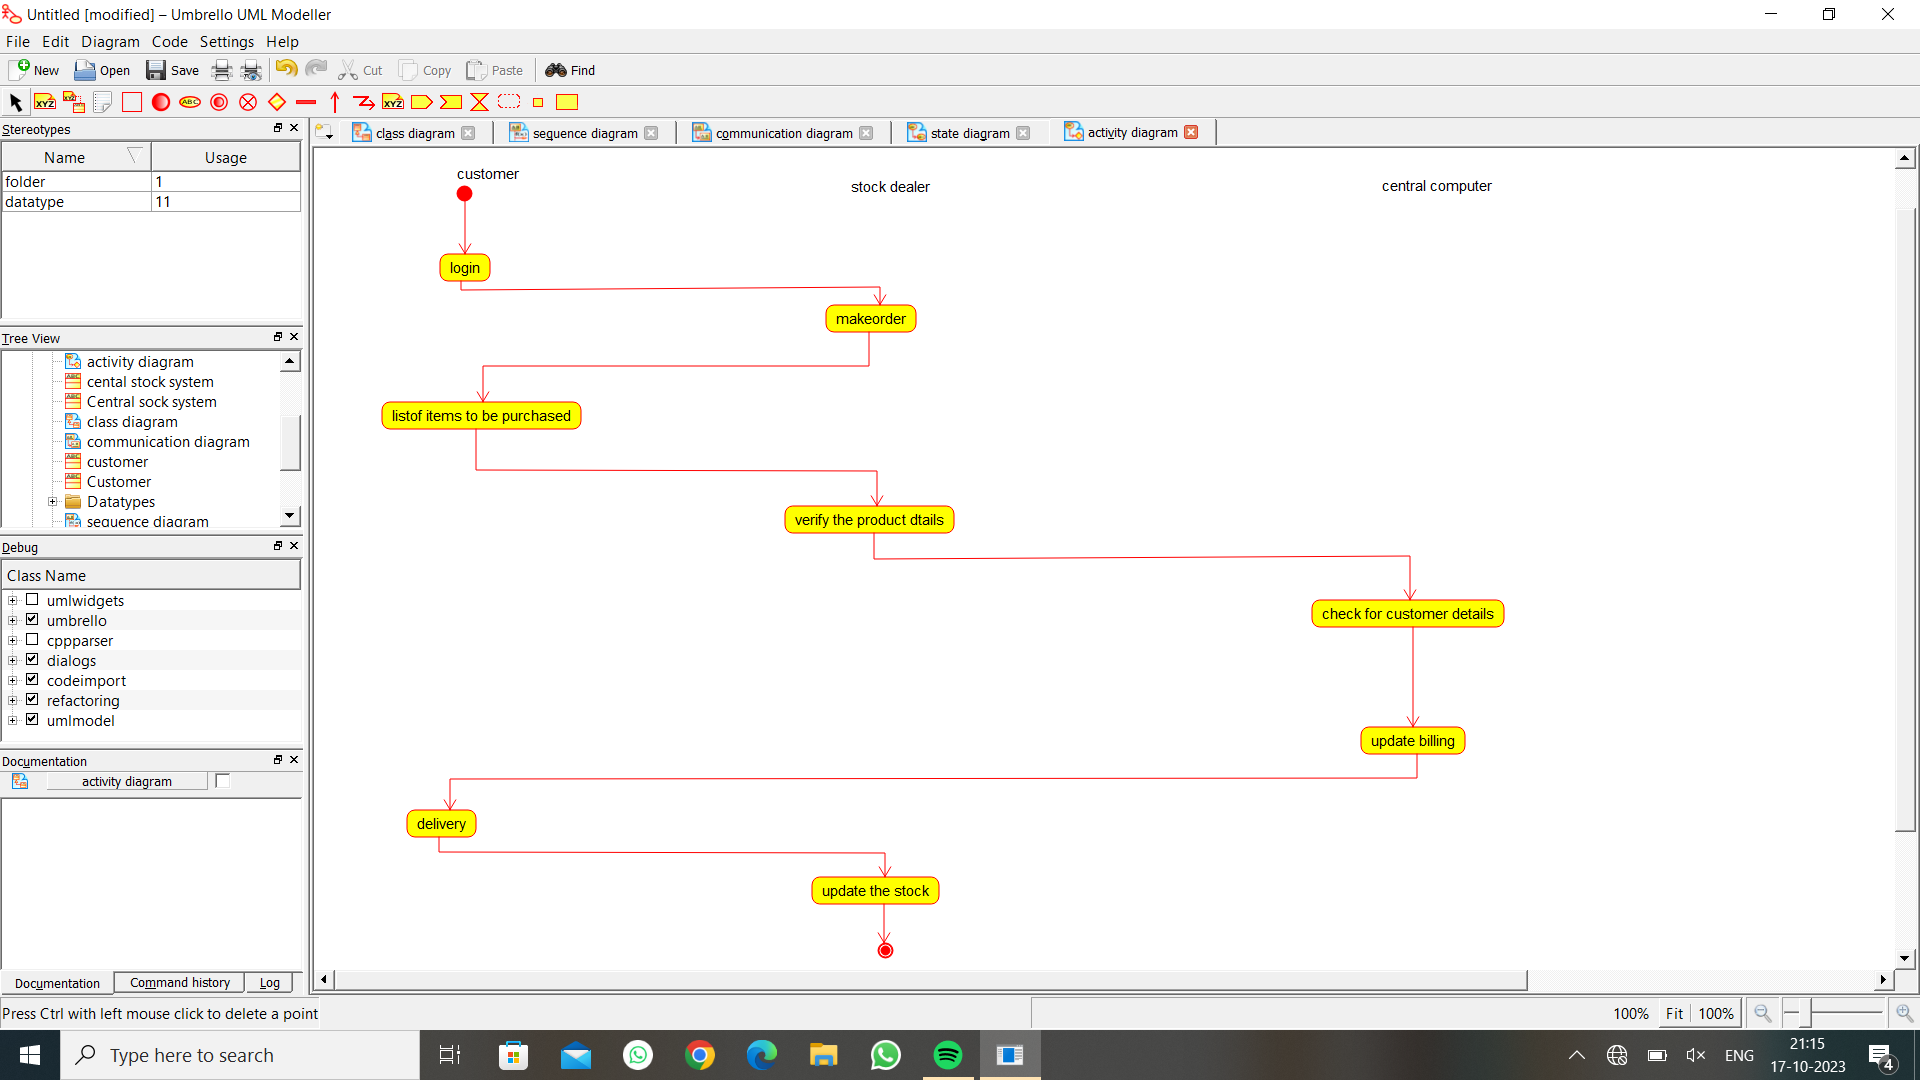 Untitled [modified] – Umbrello UML Modeller
File Edit Diagram Code Settings Help
New Open Save Cut Copy Paste Find
XYZ XYZ ABC XYZ
Stereotypes
Name Usage
folder 1
datatype 11
Tree View
activity diagram
cental stock system
Central sock system
class diagram
communication diagram
customer
Customer
Datatypes
sequence diagram
Debug
Class Name
umlwidgets
umbrello
cppparser
dialogs
codeimport
refactoring
umlmodel
Documentation
activity diagram
Documentation Command history Log
class diagram sequence diagram communication diagram state diagram activity diagram
customer
stock dealer
central computer
login
makeorder
listof items to be purchased
verify the product dtails
check for customer details
update billing
delivery
update the stock
Press Ctrl with left mouse click to delete a point
100% Fit 100%
Type here to search
ENG
21:15
17-10-2023
4